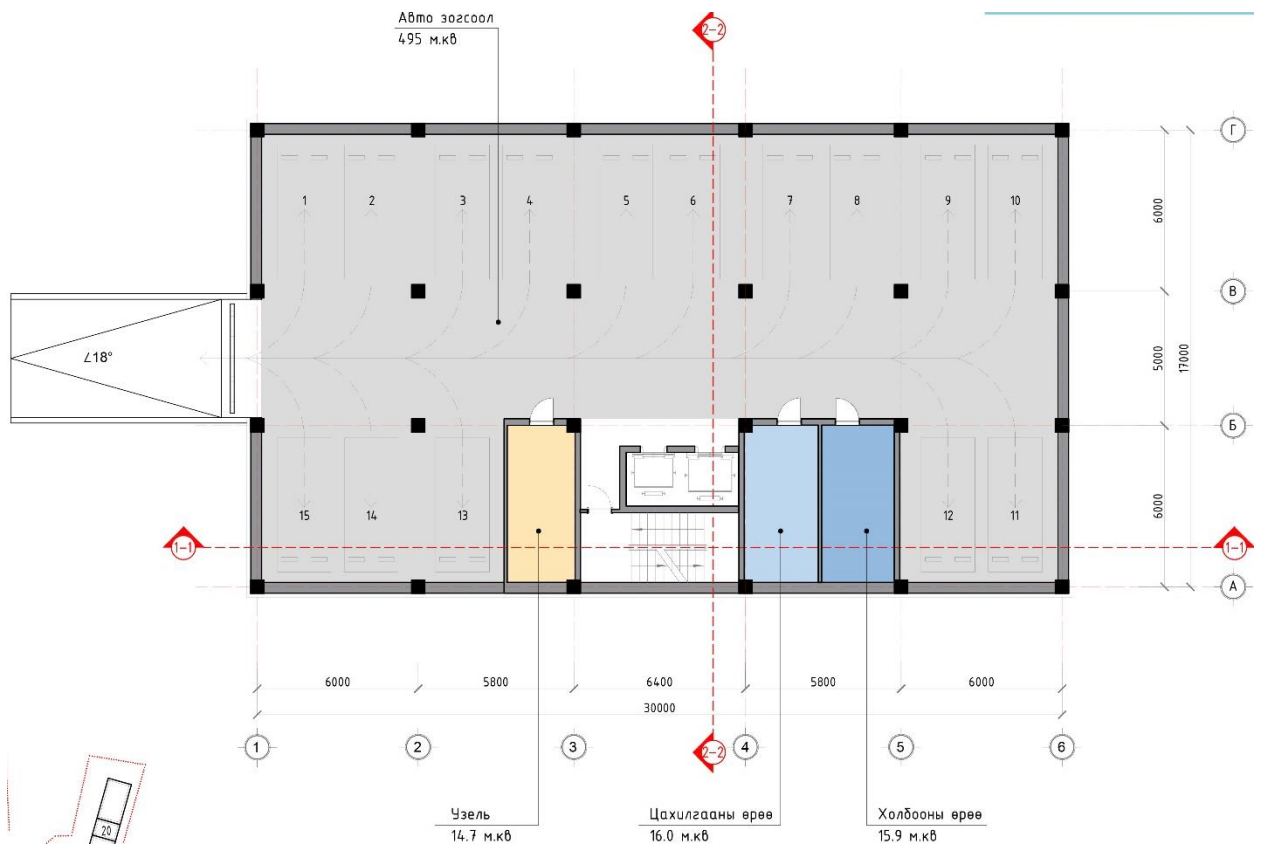 Авто зогсоол
495 м.кв
2-2
Г
1 2 3 4 5 6 7 8 9 10
6000
В
∠18°
5000
17000
Б
15 14 13 12 11
6000
1-1 1-1
А
6000 5800 6400 5800 6000
30000
1 2 3 4 5 6
2-2
20
Узель
14.7 м.кв
Цахилгааны өрөө
16.0 м.кв
Холбооны өрөө
15.9 м.кв